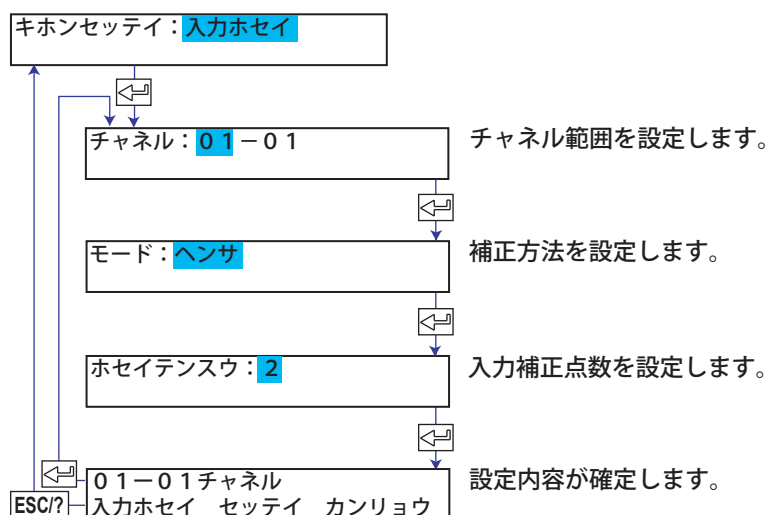 キホンセッテイ：入力ホセイ
チャネル：０１－０１
チャネル範囲を設定します。
モード：ヘンサ
補正方法を設定します。
ホセイテンスウ：２
入力補正点数を設定します。
０１－０１チャネル
設定内容が確定します。
ESC/?
入力ホセイ　セッテイ　カンリョウ